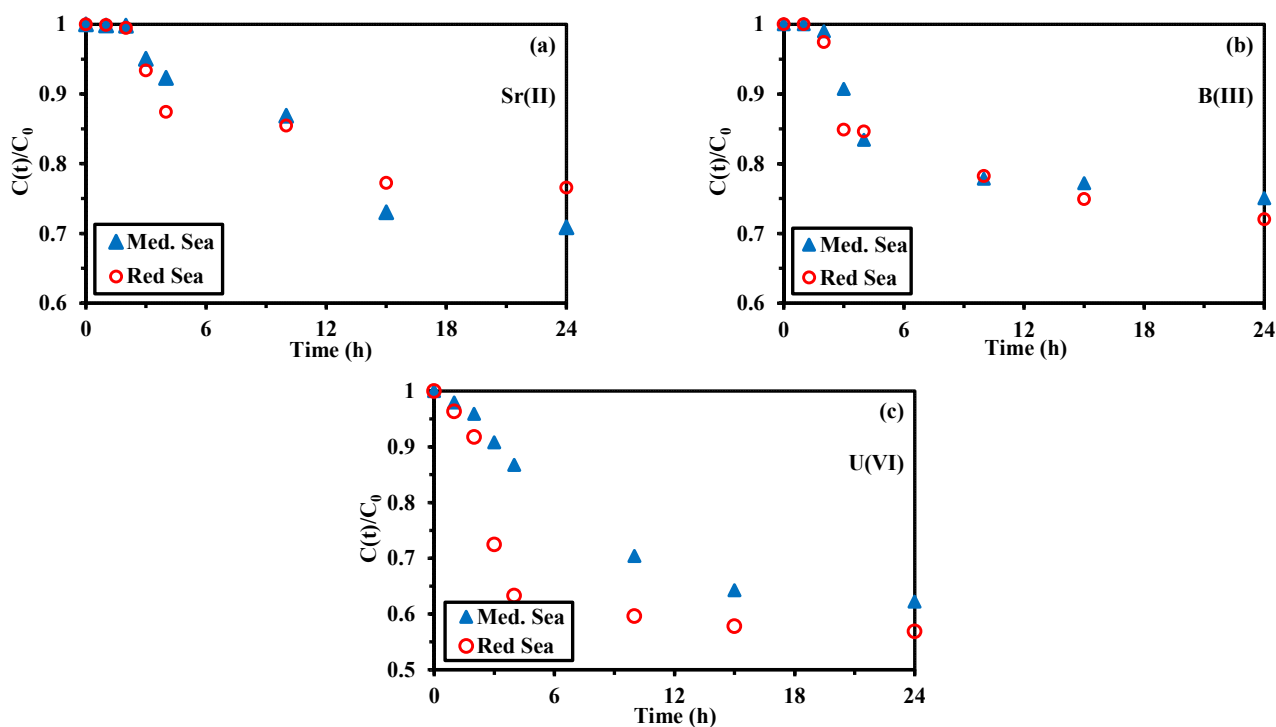 (a)
Sr(II)
C(t)/C0
1
0.9
0.8
0.7
0.6
Med. Sea
Red Sea
0 6 12 18 24
Time (h)
(b)
B(III)
C(t)/C0
1
0.9
0.8
0.7
0.6
Med. Sea
Red Sea
0 6 12 18 24
Time (h)
(c)
U(VI)
C(t)/C0
1
0.9
0.8
0.7
0.6
0.5
Med. Sea
Red Sea
0 6 12 18 24
Time (h)